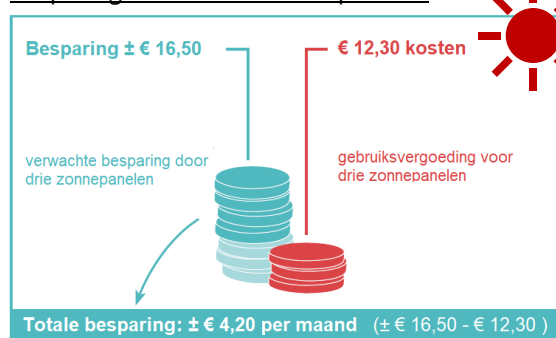 Besparing ± € 16,50
€ 12,30 kosten
verwachte besparing door
drie zonnepanelen
gebruiksvergoeding voor
drie zonnepanelen
Totale besparing: ± € 4,20 per maand (± € 16,50 - € 12,30 )